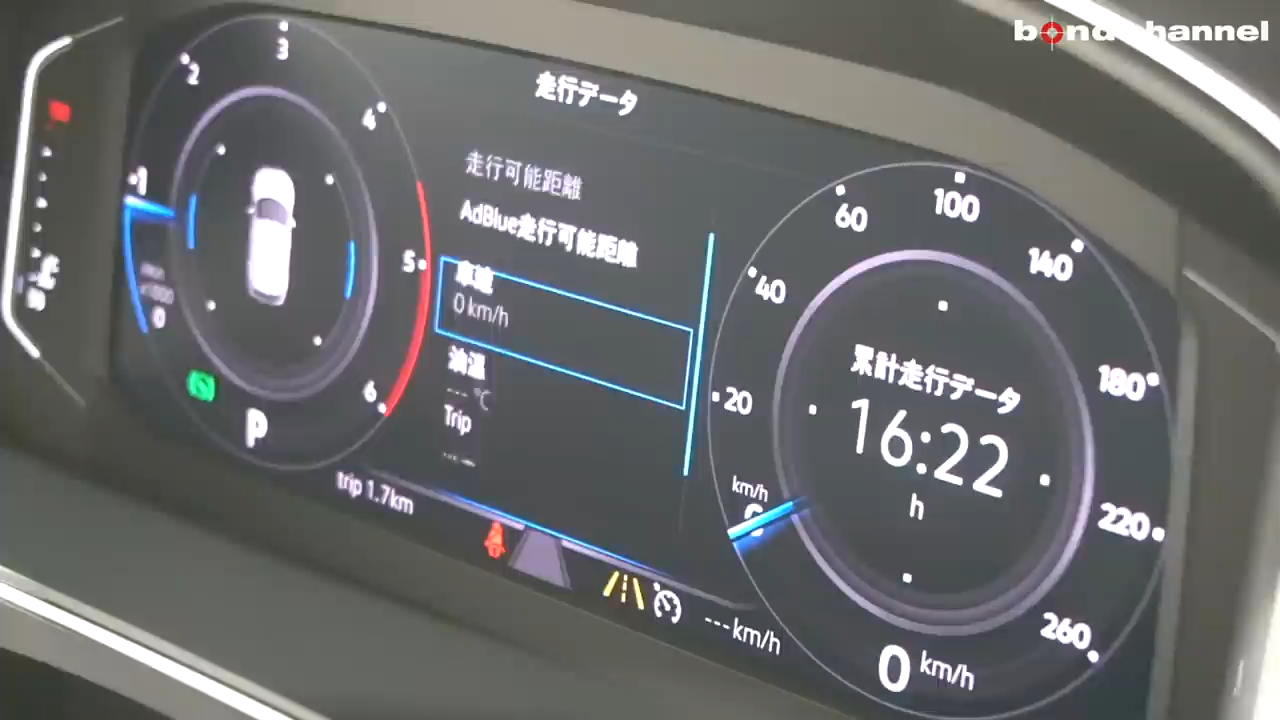 bond channel
走行データ
走行可能距離
AdBlue走行可能距離
車速
0 km/h
油温
--- °C
Trip
-----
1
2
3
4
5
6
0
P
trip 1.7km
--- km/h
20
40
60
100
140
180
220
260
km/h
累計走行データ
16:22
h
0 km/h